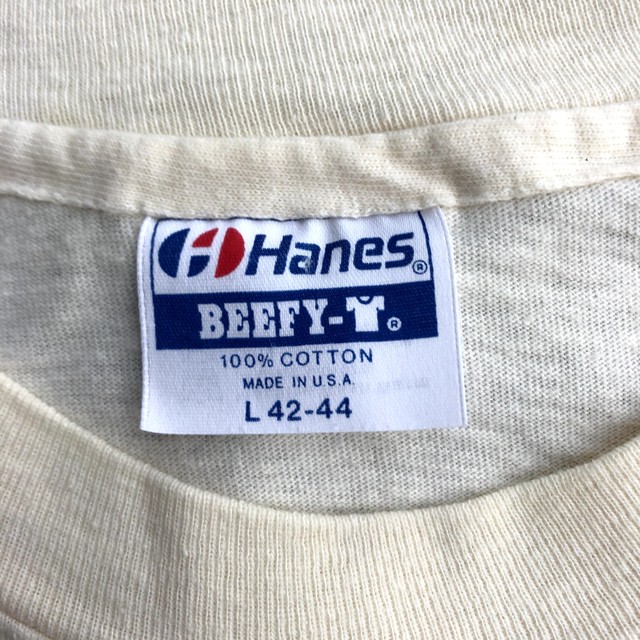 Hanes®
BEEFY-T®
100% COTTON
MADE IN U.S.A.
L 42-44